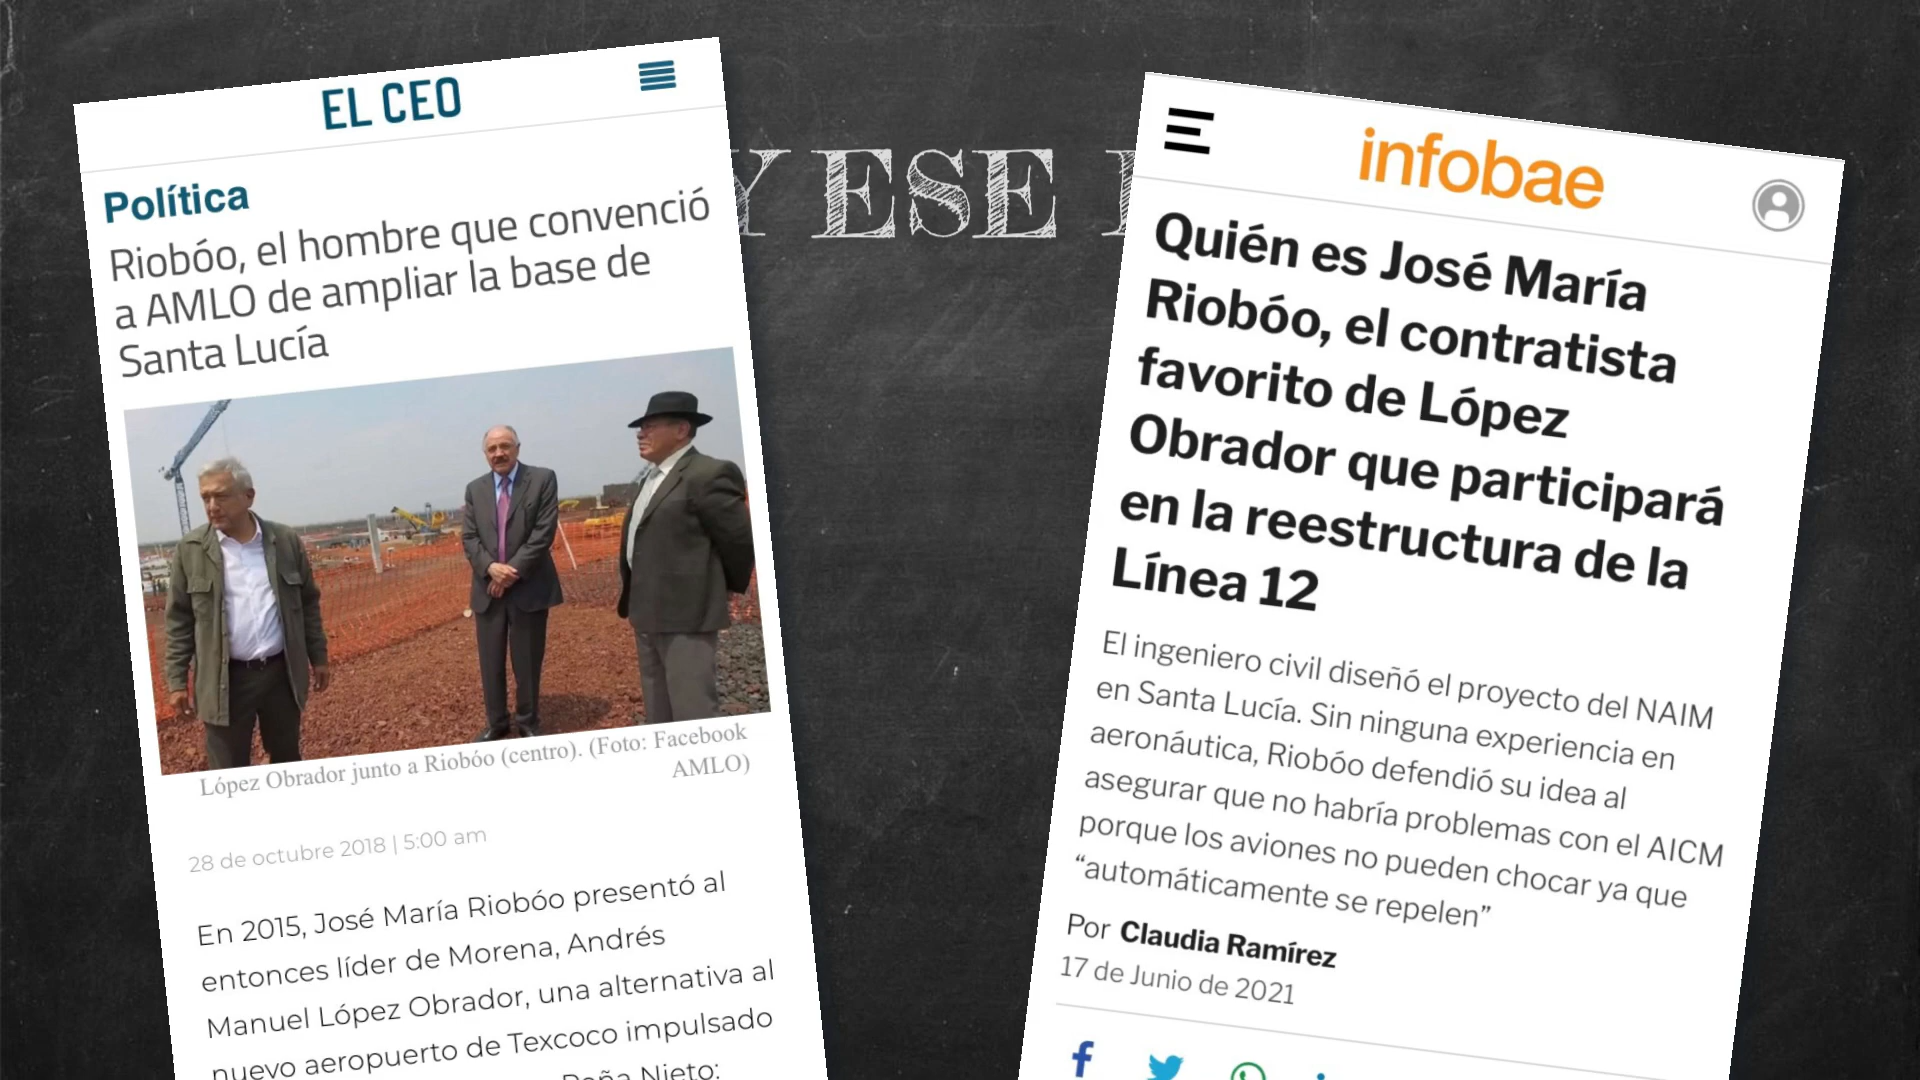 EL CEO
Política
Riobóo, el hombre que convenció
a AMLO de ampliar la base de
Santa Lucía
López Obrador junto a Riobóo (centro). (Foto: Facebook
AMLO)
28 de octubre 2018 | 5:00 am
En 2015, José María Riobóo presentó al
entonces líder de Morena, Andrés
Manuel López Obrador, una alternativa al
nuevo aeropuerto de Texcoco impulsado
Peña Nieto:
Y ESE
infobae
Quién es José María
Riobóo, el contratista
favorito de López
Obrador que participará
en la reestructura de la
Línea 12
El ingeniero civil diseñó el proyecto del NAIM
en Santa Lucía. Sin ninguna experiencia en
aeronáutica, Riobóo defendió su idea al
asegurar que no habría problemas con el AICM
porque los aviones no pueden chocar ya que
“automáticamente se repelen”
Por Claudia Ramírez
17 de Junio de 2021